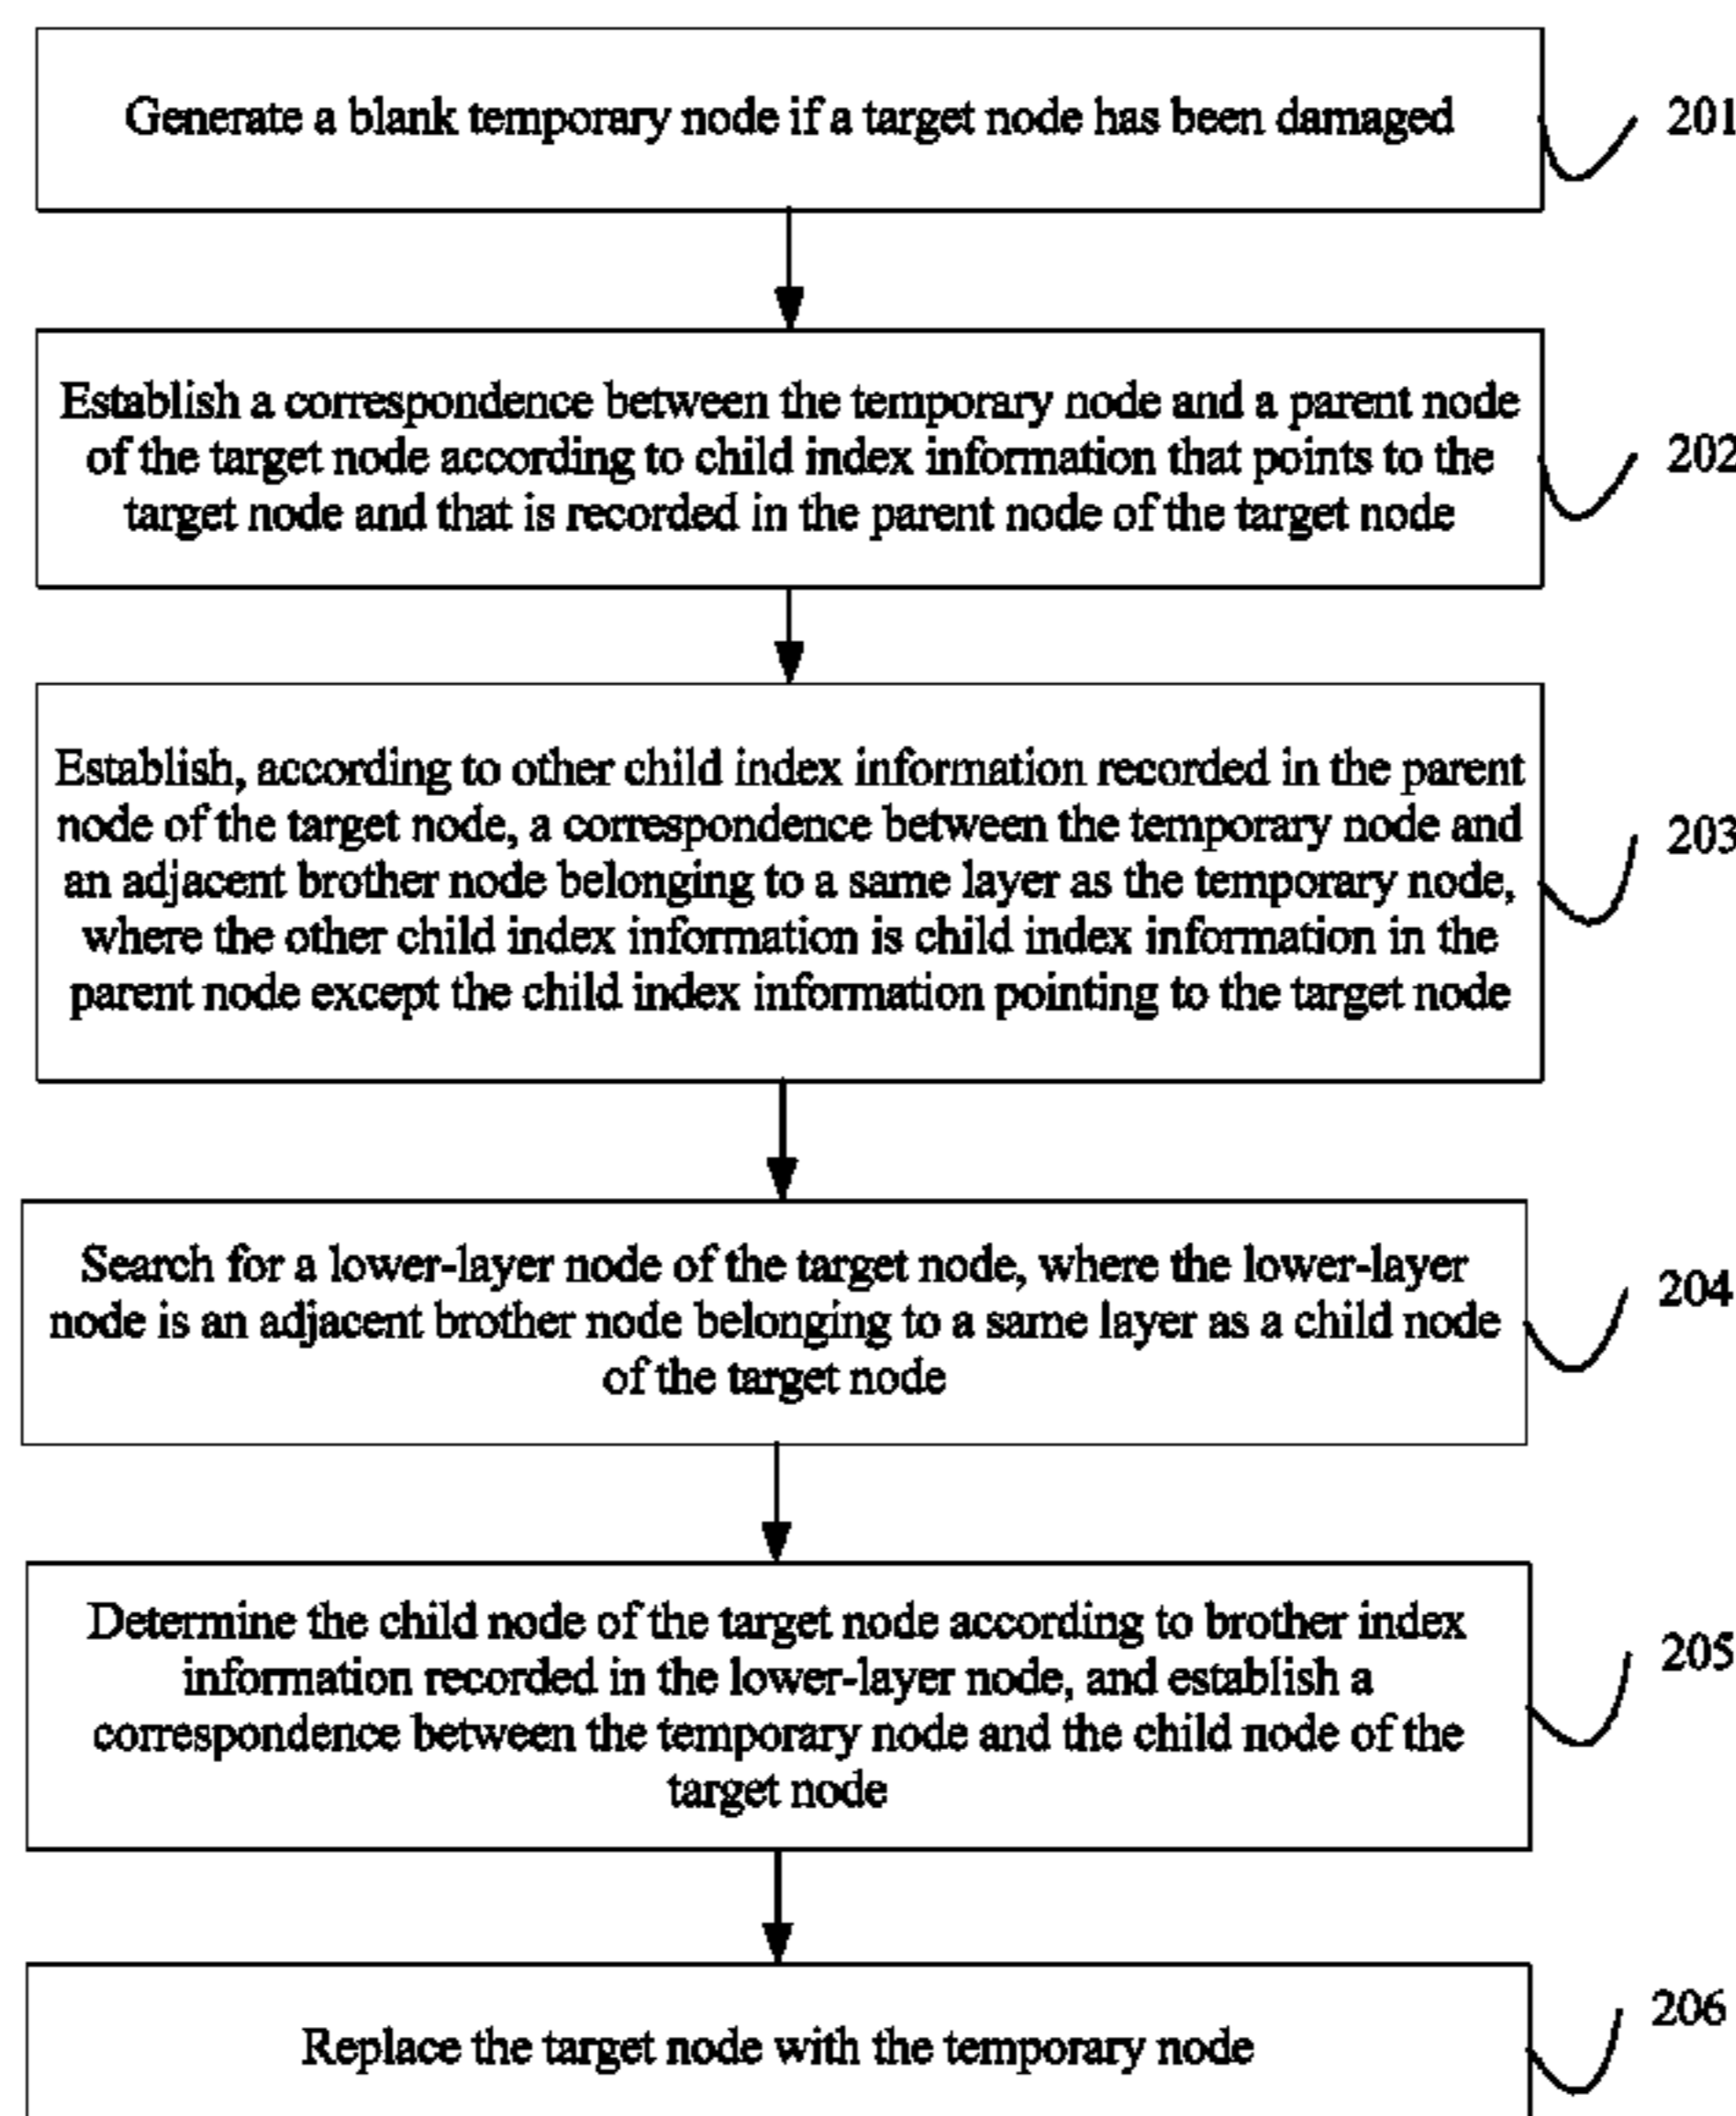 Generate a blank temporary node if a target node has been damaged
201
Establish a correspondence between the temporary node and a parent node
of the target node according to child index information that points to the
target node and that is recorded in the parent node of the target node
202
Establish, according to other child index information recorded in the parent
node of the target node, a correspondence between the temporary node and
an adjacent brother node belonging to a same layer as the temporary node,
where the other child index information is child index information in the
parent node except the child index information pointing to the target node
203
Search for a lower-layer node of the target node, where the lower-layer
node is an adjacent brother node belonging to a same layer as a child node
of the target node
204
Determine the child node of the target node according to brother index
information recorded in the lower-layer node, and establish a
correspondence between the temporary node and the child node of the
target node
205
Replace the target node with the temporary node
206